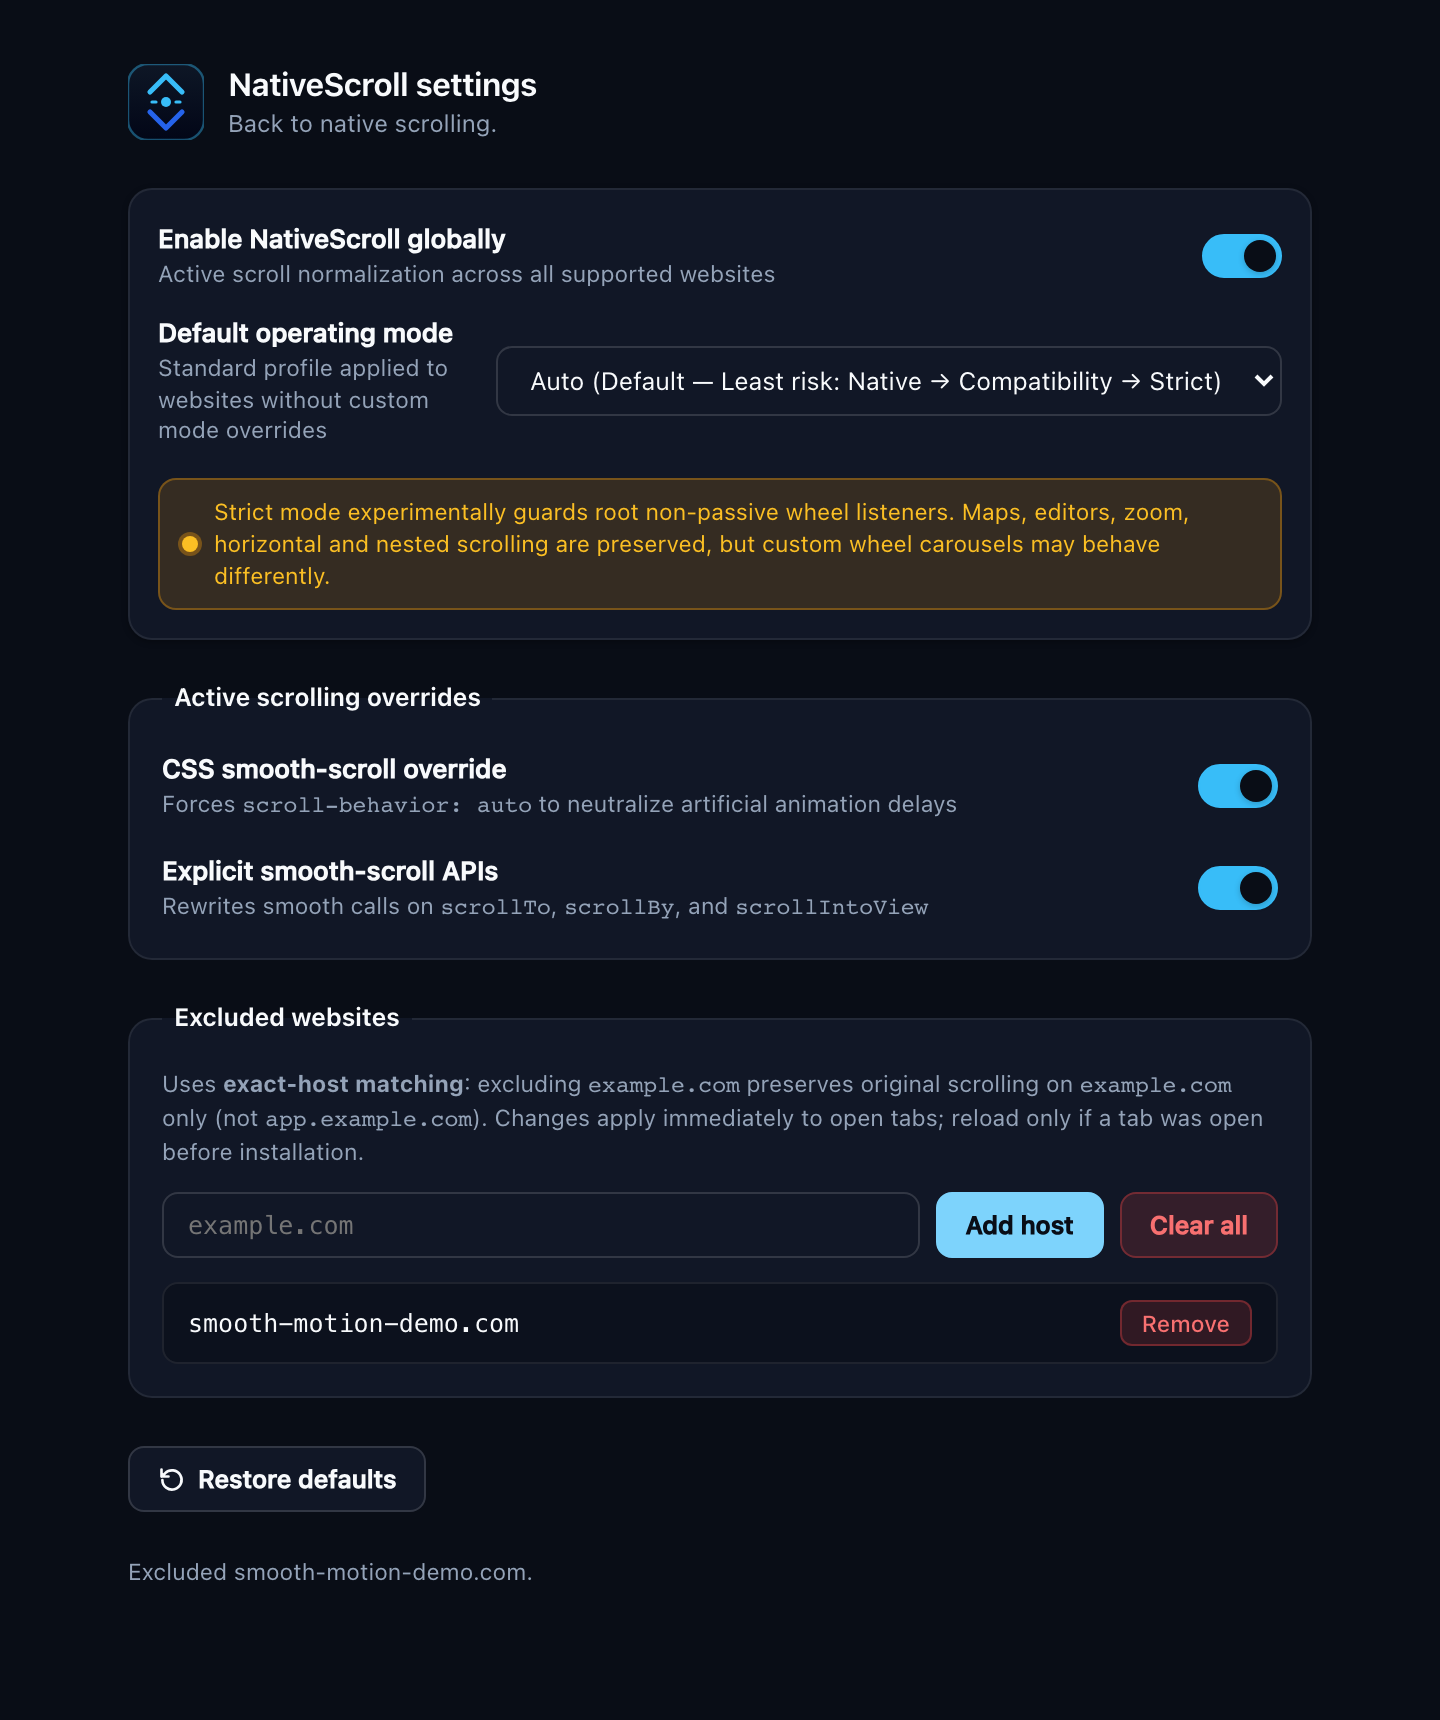 NativeScroll settings
Back to native scrolling.
Enable NativeScroll globally
Active scroll normalization across all supported websites
Default operating mode
Standard profile applied to
websites without custom
mode overrides
Auto (Default — Least risk: Native → Compatibility → Strict)
Strict mode experimentally guards root non-passive wheel listeners. Maps, editors, zoom,
horizontal and nested scrolling are preserved, but custom wheel carousels may behave
differently.
Active scrolling overrides
CSS smooth-scroll override
Forces scroll-behavior: auto to neutralize artificial animation delays
Explicit smooth-scroll APIs
Rewrites smooth calls on scrollTo, scrollBy, and scrollIntoView
Excluded websites
Uses exact-host matching: excluding example.com preserves original scrolling on example.com
only (not app.example.com). Changes apply immediately to open tabs; reload only if a tab was open
before installation.
example.com
Add host
Clear all
smooth-motion-demo.com
Remove
Restore defaults
Excluded smooth-motion-demo.com.